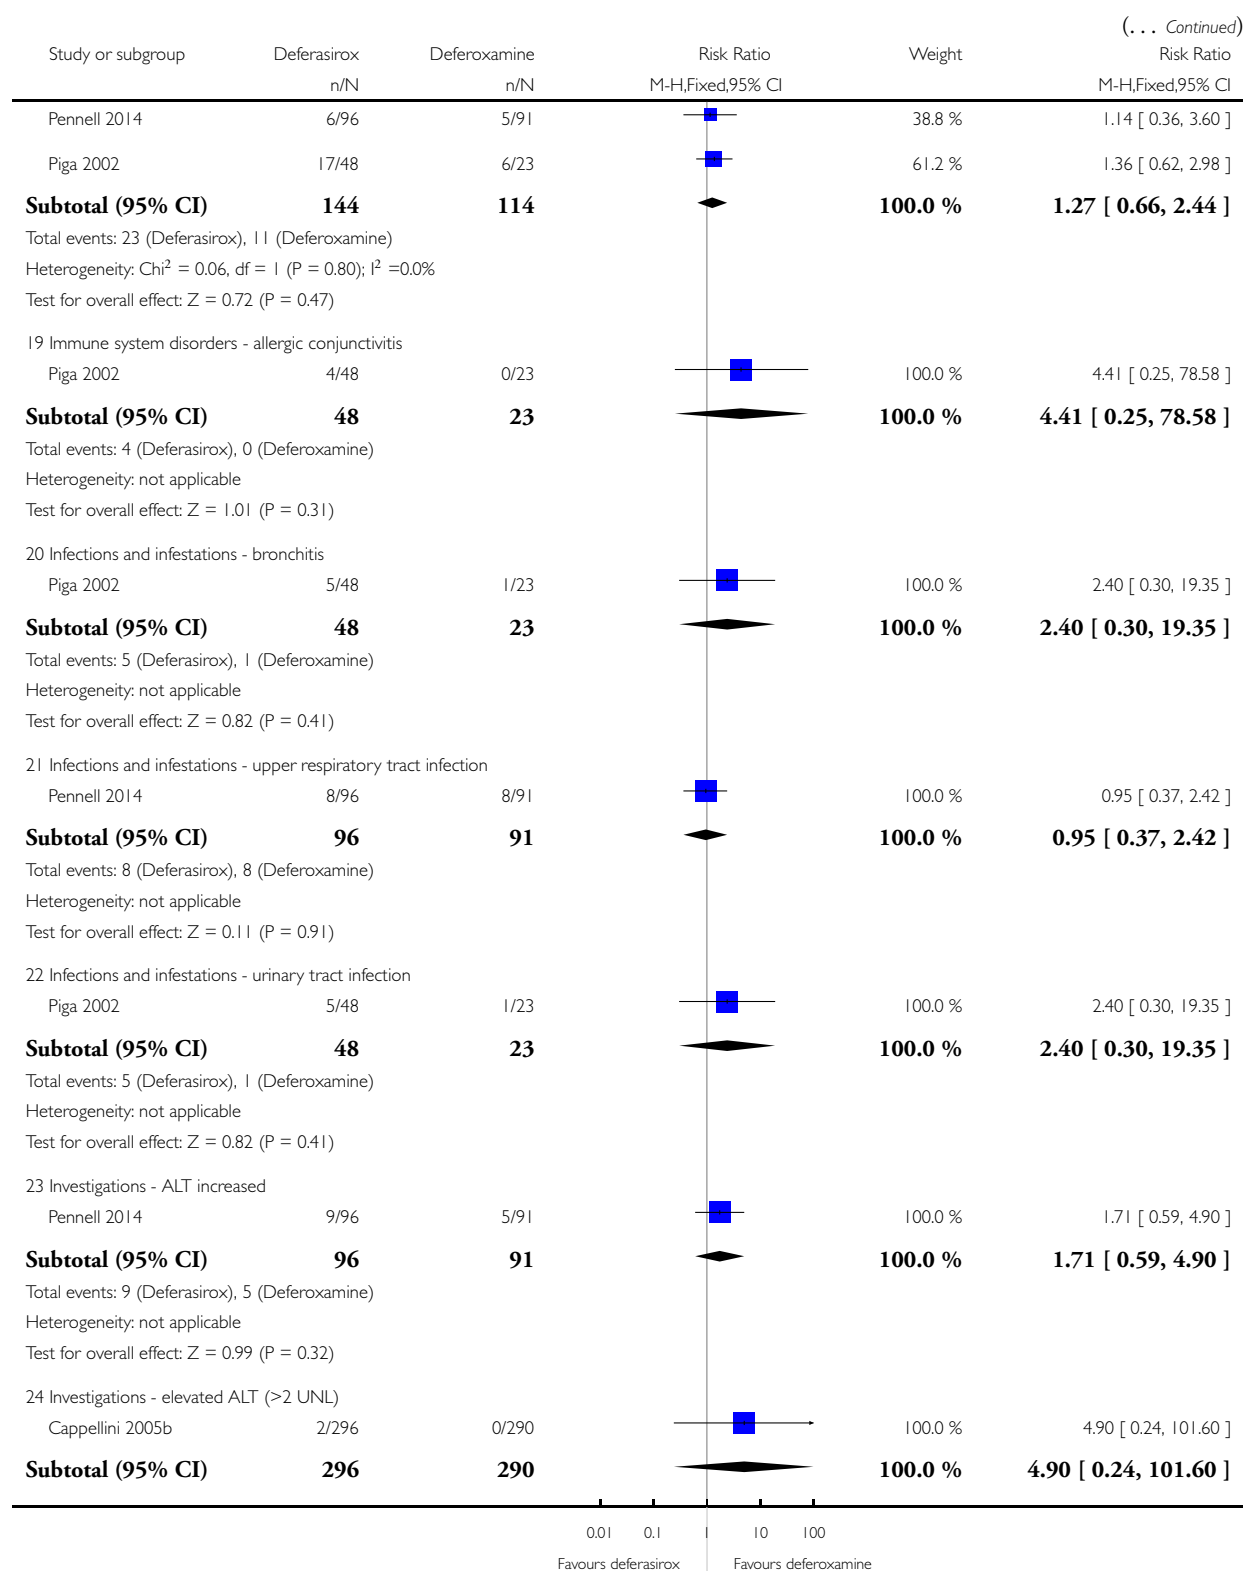 (... Continued)
Study or subgroup Deferasirox Deferoxamine Risk Ratio Weight Risk Ratio
n/N n/N M-H,Fixed,95% CI M-H,Fixed,95% CI
Pennell 2014 6/96 5/91 38.8 % 1.14 [ 0.36, 3.60 ]
Piga 2002 17/48 6/23 61.2 % 1.36 [ 0.62, 2.98 ]
Subtotal (95% CI) 144 114 100.0 % 1.27 [ 0.66, 2.44 ]
Total events: 23 (Deferasirox), 11 (Deferoxamine)
Heterogeneity: Chi² = 0.06, df = 1 (P = 0.80); I² =0.0%
Test for overall effect: Z = 0.72 (P = 0.47)
19 Immune system disorders - allergic conjunctivitis
Piga 2002 4/48 0/23 100.0 % 4.41 [ 0.25, 78.58 ]
Subtotal (95% CI) 48 23 100.0 % 4.41 [ 0.25, 78.58 ]
Total events: 4 (Deferasirox), 0 (Deferoxamine)
Heterogeneity: not applicable
Test for overall effect: Z = 1.01 (P = 0.31)
20 Infections and infestations - bronchitis
Piga 2002 5/48 1/23 100.0 % 2.40 [ 0.30, 19.35 ]
Subtotal (95% CI) 48 23 100.0 % 2.40 [ 0.30, 19.35 ]
Total events: 5 (Deferasirox), 1 (Deferoxamine)
Heterogeneity: not applicable
Test for overall effect: Z = 0.82 (P = 0.41)
21 Infections and infestations - upper respiratory tract infection
Pennell 2014 8/96 8/91 100.0 % 0.95 [ 0.37, 2.42 ]
Subtotal (95% CI) 96 91 100.0 % 0.95 [ 0.37, 2.42 ]
Total events: 8 (Deferasirox), 8 (Deferoxamine)
Heterogeneity: not applicable
Test for overall effect: Z = 0.11 (P = 0.91)
22 Infections and infestations - urinary tract infection
Piga 2002 5/48 1/23 100.0 % 2.40 [ 0.30, 19.35 ]
Subtotal (95% CI) 48 23 100.0 % 2.40 [ 0.30, 19.35 ]
Total events: 5 (Deferasirox), 1 (Deferoxamine)
Heterogeneity: not applicable
Test for overall effect: Z = 0.82 (P = 0.41)
23 Investigations - ALT increased
Pennell 2014 9/96 5/91 100.0 % 1.71 [ 0.59, 4.90 ]
Subtotal (95% CI) 96 91 100.0 % 1.71 [ 0.59, 4.90 ]
Total events: 9 (Deferasirox), 5 (Deferoxamine)
Heterogeneity: not applicable
Test for overall effect: Z = 0.99 (P = 0.32)
24 Investigations - elevated ALT (>2 UNL)
Cappellini 2005b 2/296 0/290 100.0 % 4.90 [ 0.24, 101.60 ]
Subtotal (95% CI) 296 290 100.0 % 4.90 [ 0.24, 101.60 ]
0.01 0.1 1 10 100
Favours deferasirox Favours deferoxamine